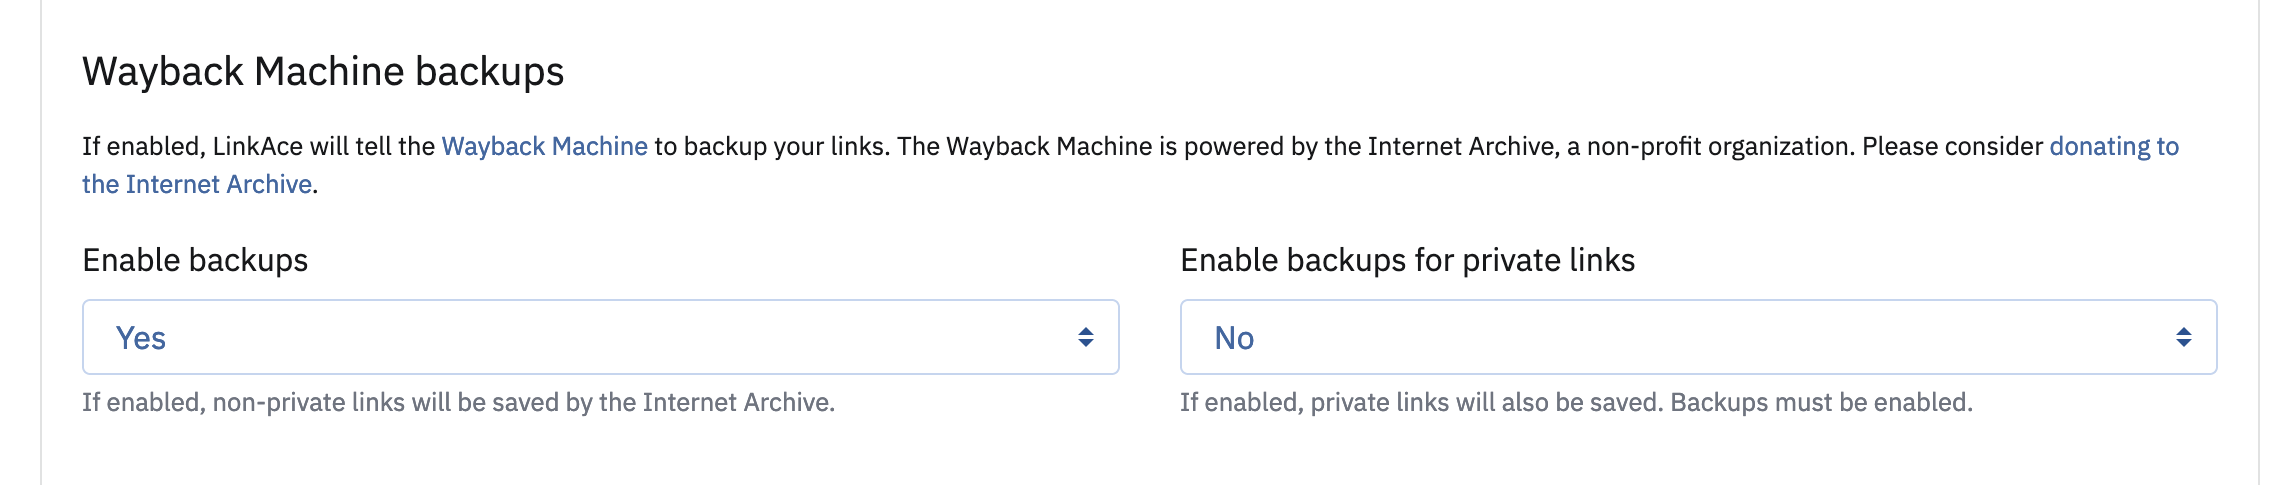 Wayback Machine backups
If enabled, LinkAce will tell the Wayback Machine to backup your links. The Wayback Machine is powered by the Internet Archive, a non-profit organization. Please consider donating to
the Internet Archive.
Enable backups
Yes
If enabled, non-private links will be saved by the Internet Archive.
Enable backups for private links
No
If enabled, private links will also be saved. Backups must be enabled.